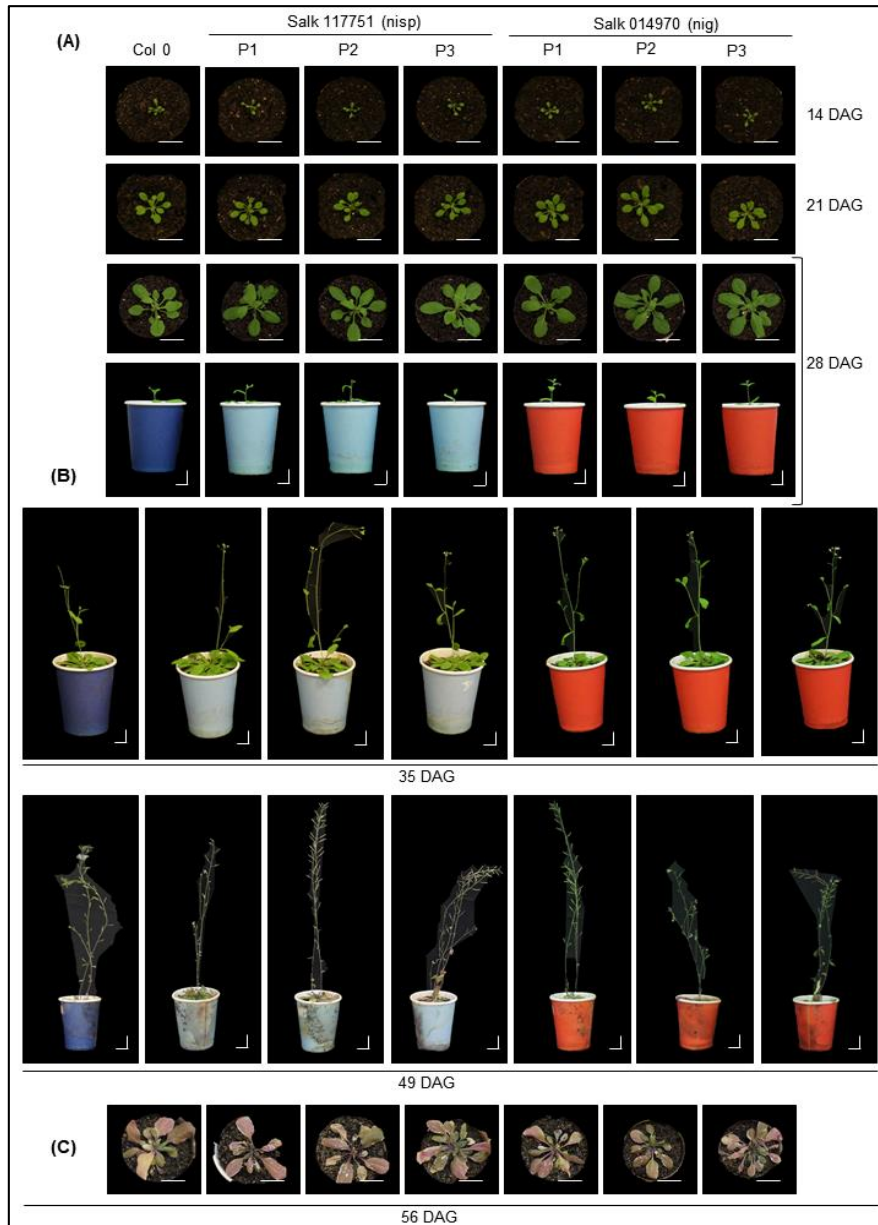 (A)
Salk 117751 (nisp)
Salk 014970 (nig)
Col 0
P1
P2
P3
P1
P2
P3
14 DAG
21 DAG
28 DAG
(B)
35 DAG
49 DAG
(C)
56 DAG